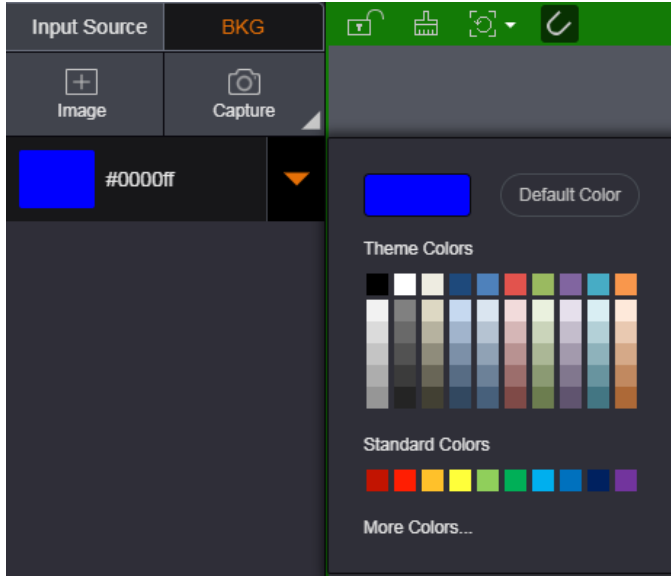 Input Source
BKG
Image
Capture
#0000ff
Default Color
Theme Colors
Standard Colors
More Colors...